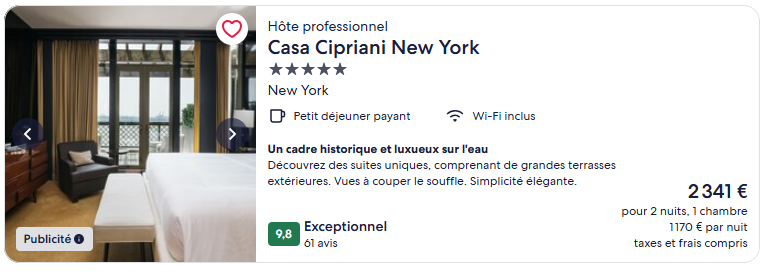 Hôte professionnel
Casa Cipriani New York
New York
Petit déjeuner payant
Wi-Fi inclus
Un cadre historique et luxueux sur l'eau
Découvrez des suites uniques, comprenant de grandes terrasses
extérieures. Vues à couper le souffle. Simplicité élégante.
Publicité
9,8
Exceptionnel
61 avis
2 341 €
pour 2 nuits, 1 chambre
1 170 € par nuit
taxes et frais compris